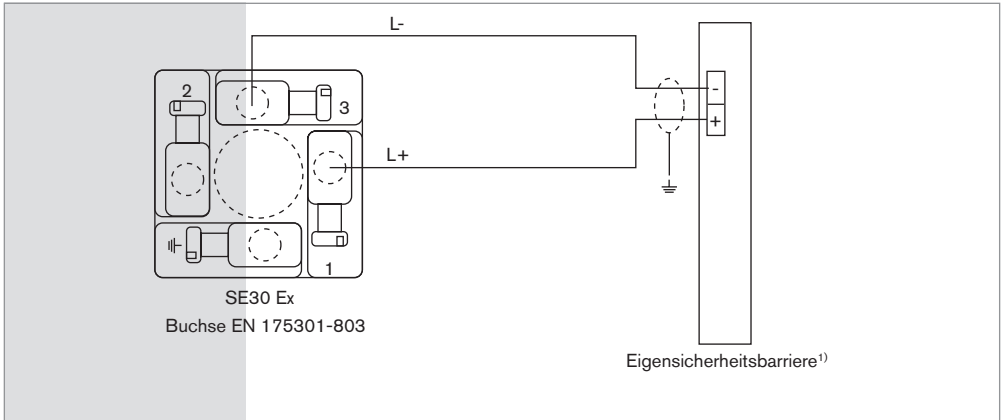 L-
2
3
-
+
L+
1
SE30 Ex
Buchse EN 175301-803
Eigensicherheitsbarriere1)